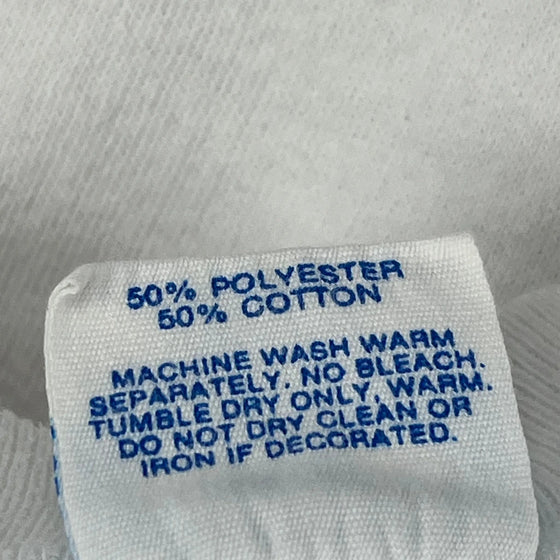 50% POLYESTER
50% COTTON
MACHINE WASH WARM
SEPARATELY. NO BLEACH.
TUMBLE DRY ONLY, WARM.
DO NOT DRY CLEAN OR
IRON IF DECORATED.